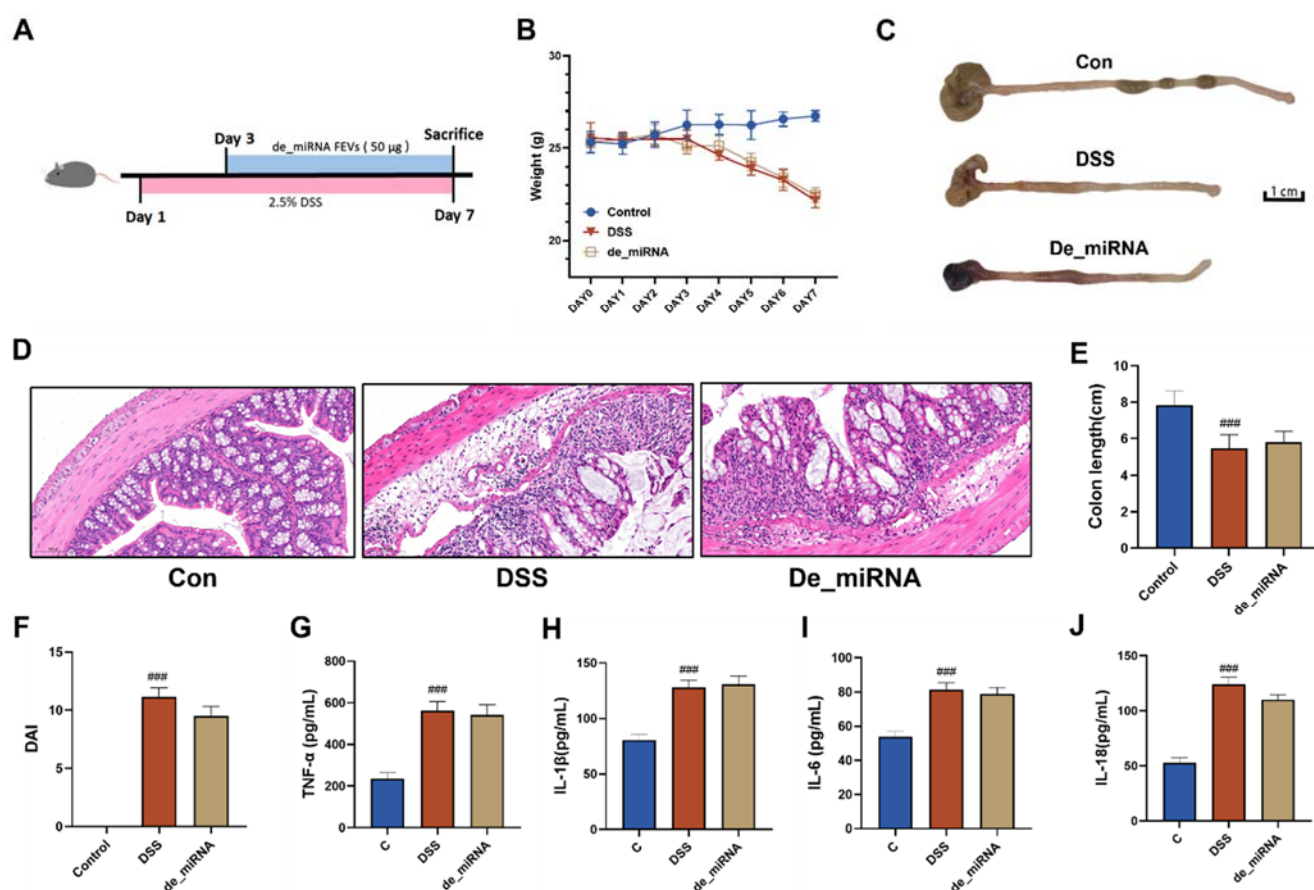 A
Day 3
de_miRNA FEVs ( 50 μg )
Sacrifice
2.5% DSS
Day 1
Day 7
B
Weight (g)
30
25
20
Control
DSS
de_miRNA
DAY0
DAY1
DAY2
DAY3
DAY4
DAY5
DAY6
DAY7
C
Con
DSS
1 cm
De_miRNA
D
Con
DSS
De_miRNA
E
Colon length(cm)
10
8
6
4
2
0
###
Control
DSS
de_miRNA
F
DAI
15
10
5
0
###
Control
DSS
de_miRNA
G
TNF-α (pg/mL)
800
600
400
200
0
###
C
DSS
de_miRNA
H
IL-1β(pg/mL)
150
100
50
0
###
C
DSS
de_miRNA
I
IL-6 (pg/mL)
100
80
60
40
20
0
###
C
DSS
de_miRNA
J
IL-18(pg/mL)
150
100
50
0
###
C
DSS
de_miRNA